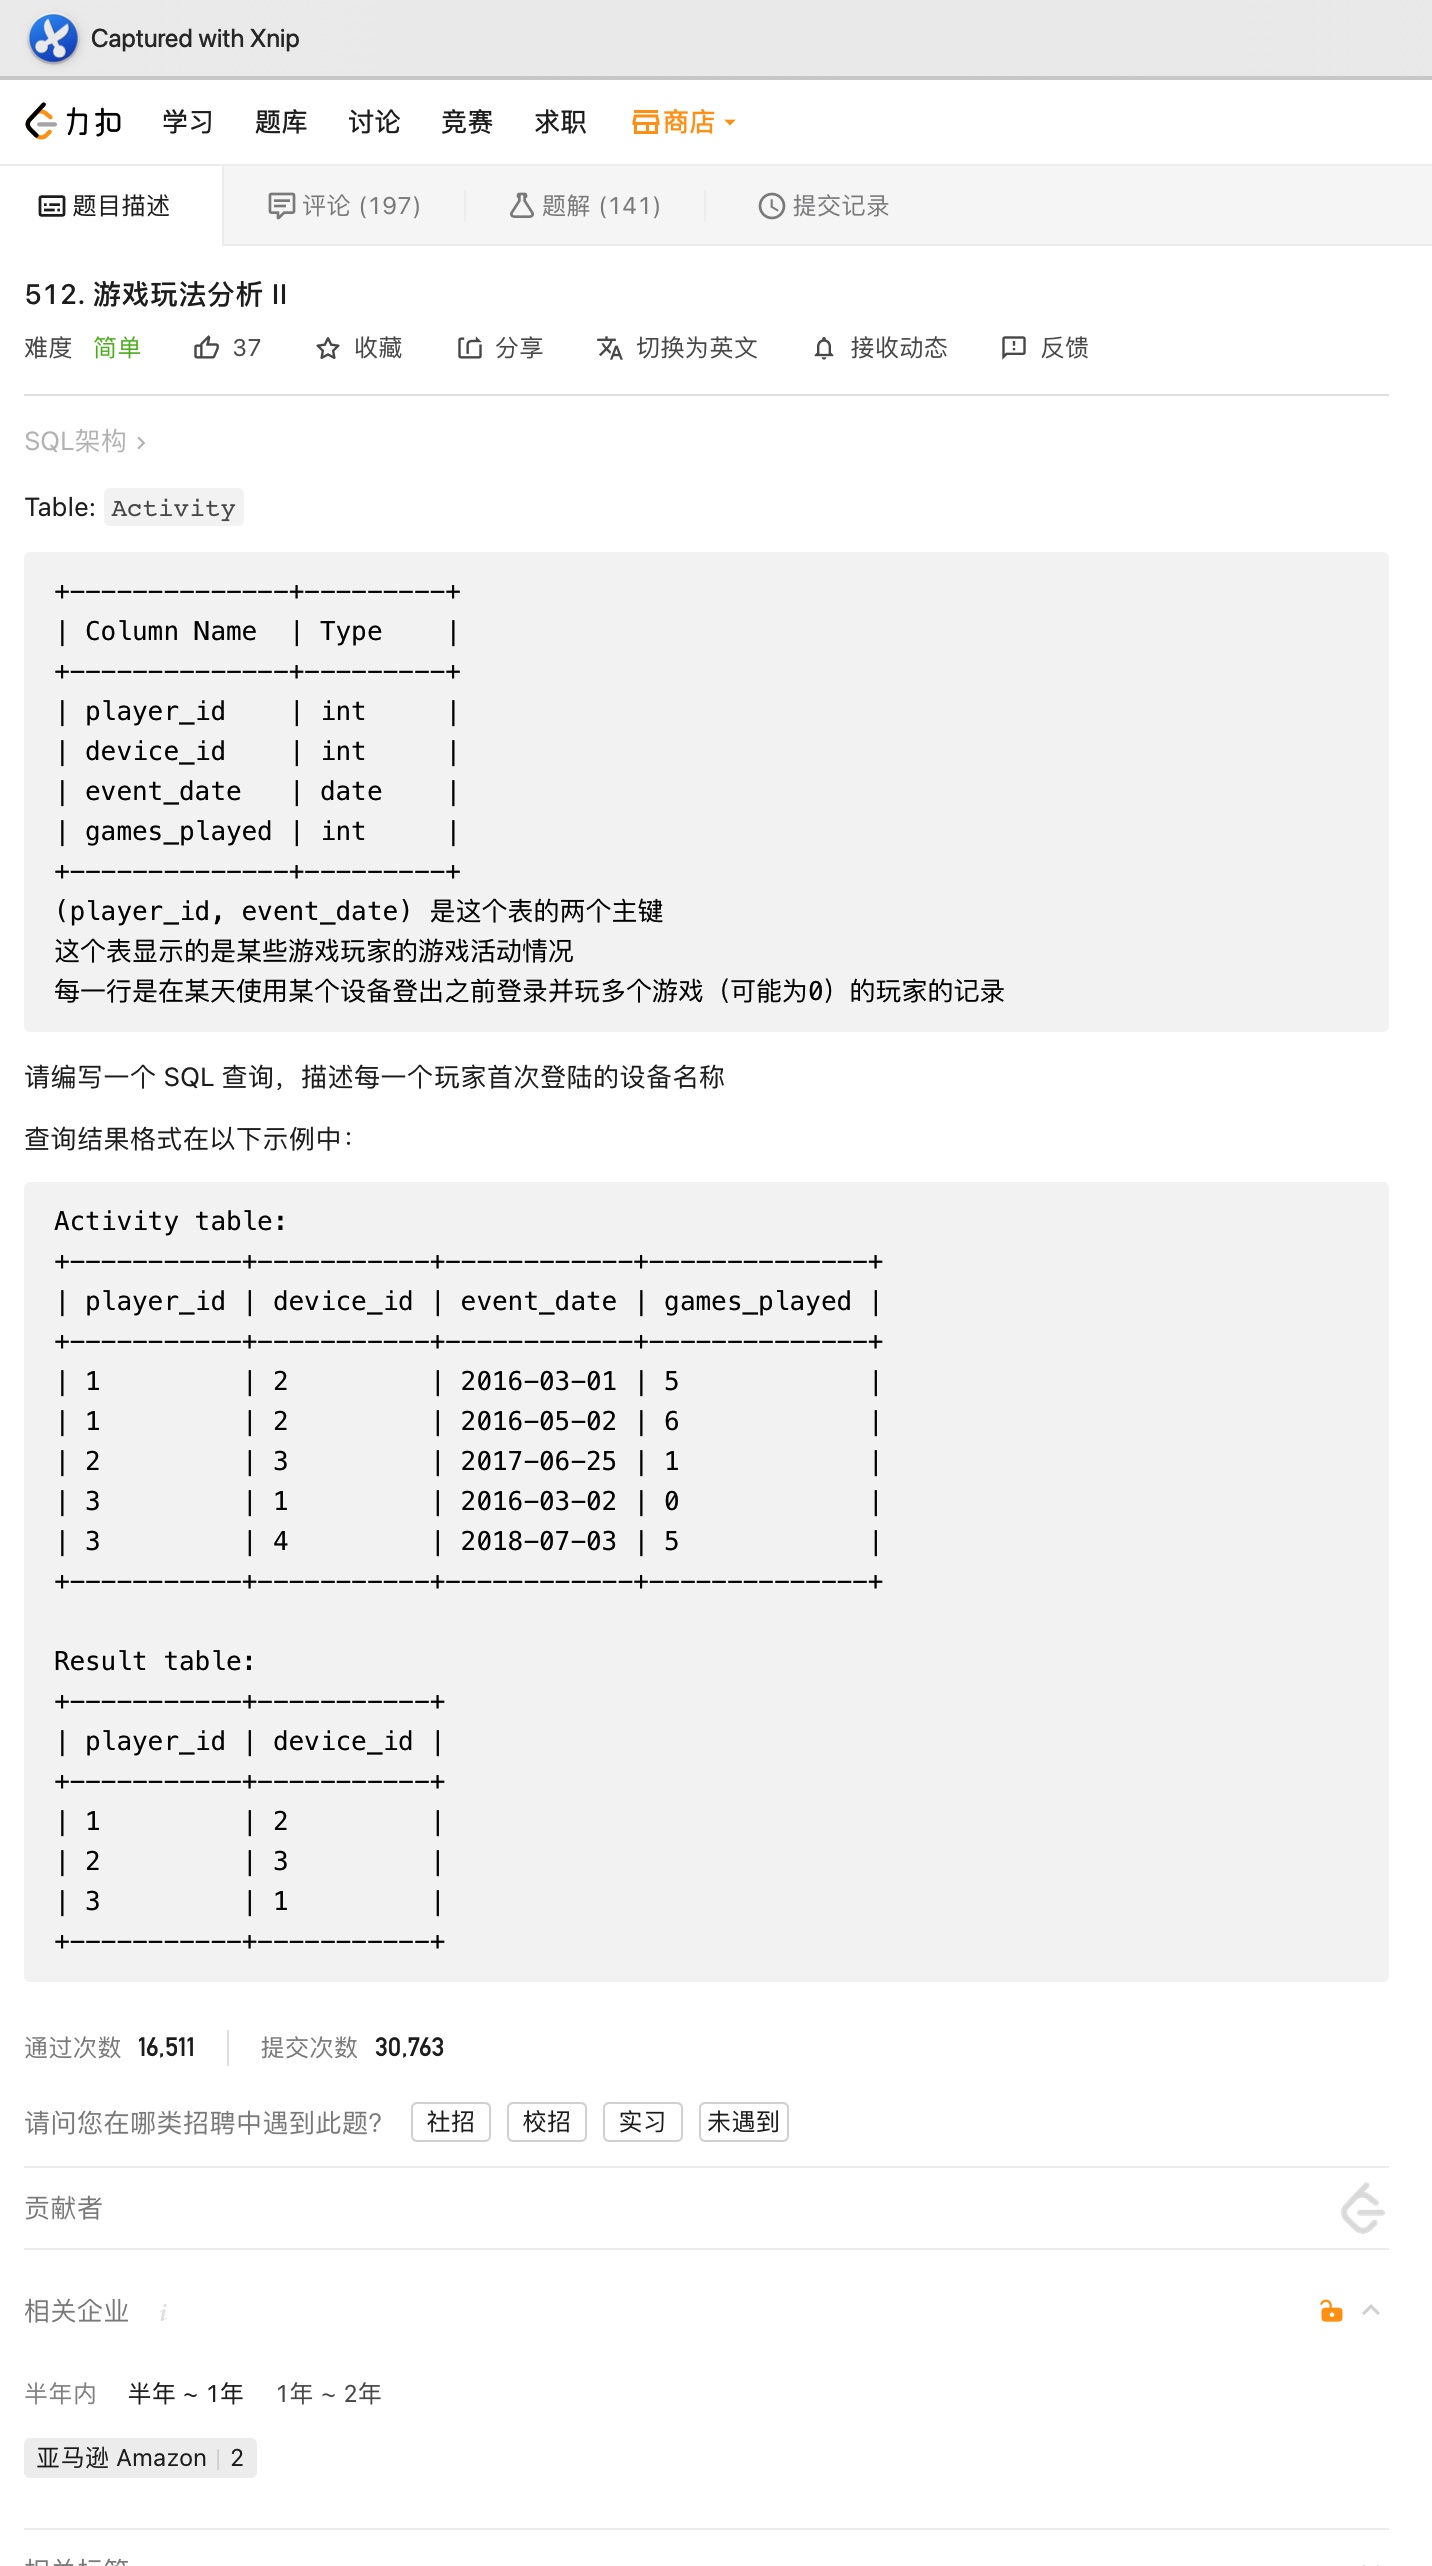 Captured with Xnip
力扣 学习 题库 讨论 竞赛 求职 商店
题目描述 评论 (197) 题解 (141) 提交记录
512. 游戏玩法分析 II
难度 简单 37 收藏 分享 切换为英文 接收动态 反馈
SQL架构 >
Table: Activity
+--------------+---------+
| Column Name  | Type    |
+--------------+---------+
| player_id    | int     |
| device_id    | int     |
| event_date   | date    |
| games_played | int     |
+--------------+---------+
(player_id, event_date) 是这个表的两个主键
这个表显示的是某些游戏玩家的游戏活动情况
每一行是在某天使用某个设备登出之前登录并玩多个游戏（可能为0）的玩家的记录
请编写一个 SQL 查询，描述每一个玩家首次登陆的设备名称
查询结果格式在以下示例中：
Activity table:
+-----------+-----------+------------+--------------+
| player_id | device_id | event_date | games_played |
+-----------+-----------+------------+--------------+
| 1         | 2         | 2016-03-01 | 5            |
| 1         | 2         | 2016-05-02 | 6            |
| 2         | 3         | 2017-06-25 | 1            |
| 3         | 1         | 2016-03-02 | 0            |
| 3         | 4         | 2018-07-03 | 5            |
+-----------+-----------+------------+--------------+
Result table:
+-----------+-----------+
| player_id | device_id |
+-----------+-----------+
| 1         | 2         |
| 2         | 3         |
| 3         | 1         |
+-----------+-----------+
通过次数 16,511 提交次数 30,763
请问您在哪类招聘中遇到此题? 社招 校招 实习 未遇到
贡献者
相关企业 i
半年内 半年 ~ 1年 1年 ~ 2年
亚马逊 Amazon | 2